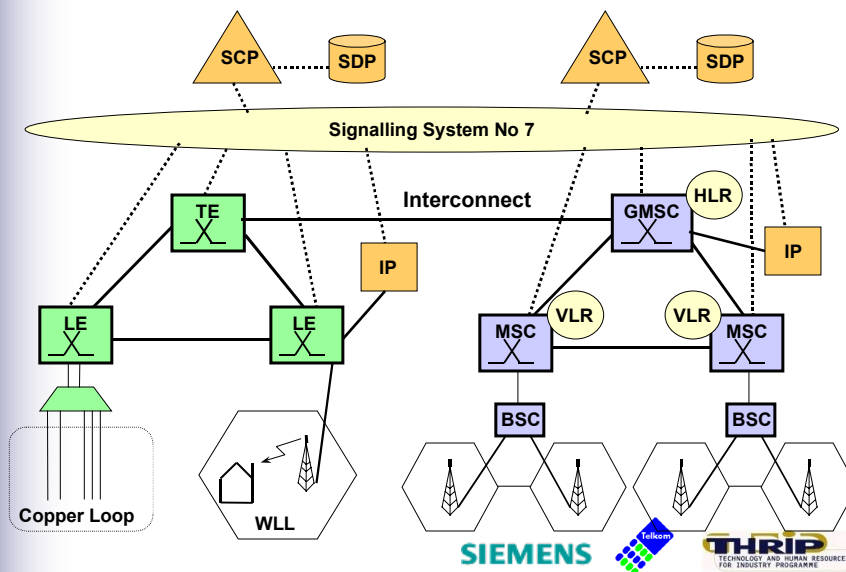 SCP
SDP
SCP
SDP
Signalling System No 7
Interconnect
TE
GMSC
HLR
IP
IP
LE
LE
MSC
VLR
VLR
MSC
BSC
BSC
Copper Loop
WLL
SIEMENS
Telkom
THRIP
TECHNOLOGY AND HUMAN RESOURCE
FOR INDUSTRY PROGRAMME